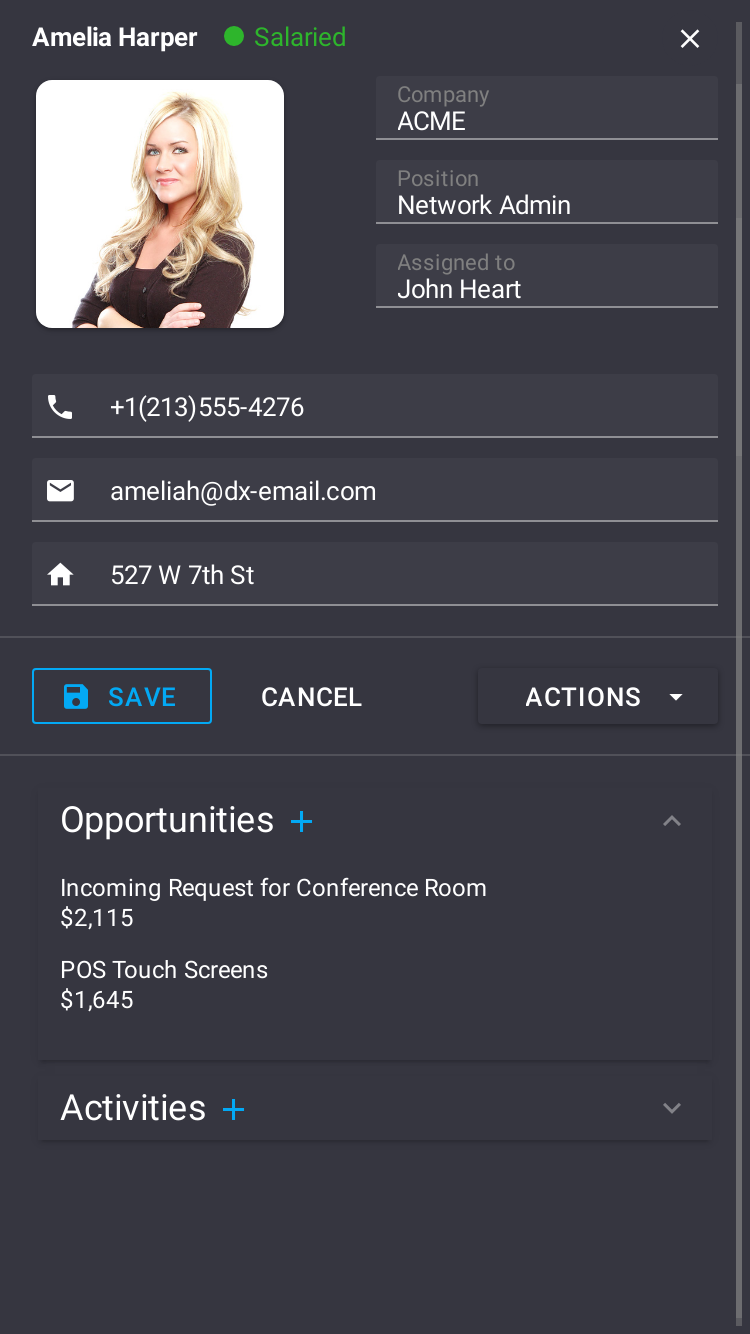 Amelia Harper
Salaried
Company
ACME
Position
Network Admin
Assigned to
John Heart
+1(213)555-4276
ameliah@dx-email.com
527 W 7th St
SAVE
CANCEL
ACTIONS
Opportunities
Incoming Request for Conference Room
$2,115
POS Touch Screens
$1,645
Activities